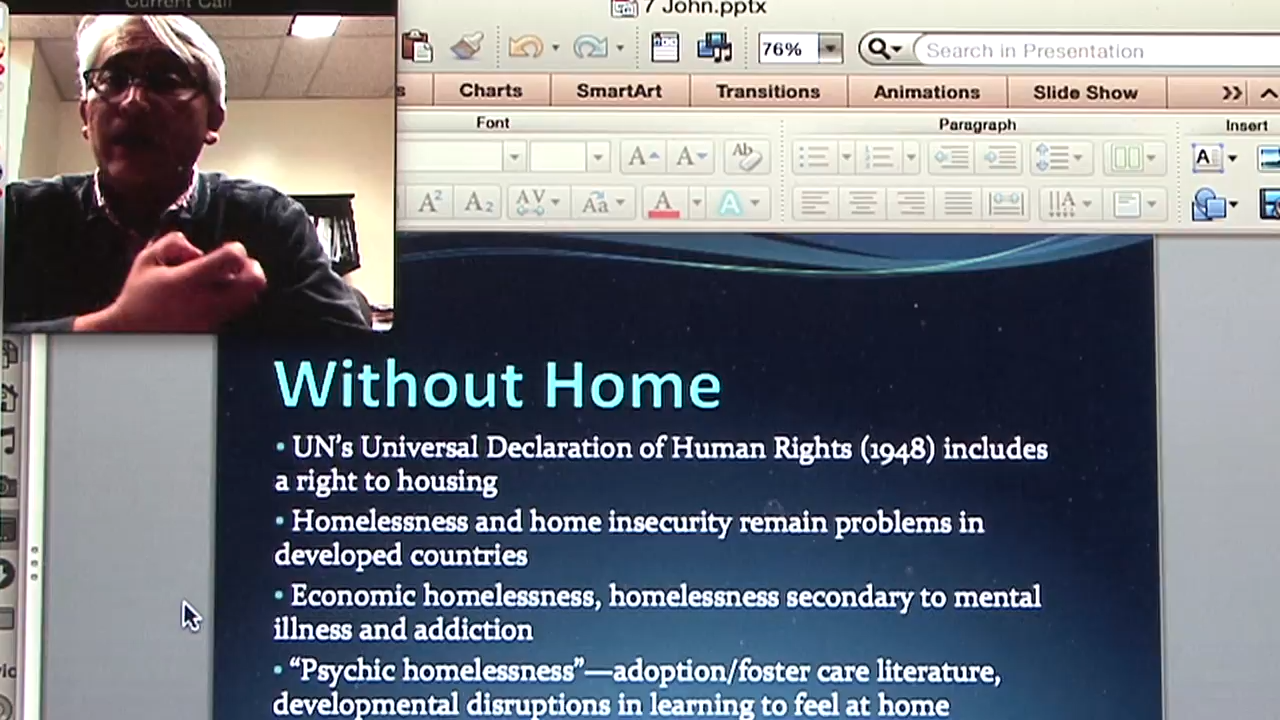 Current Call
7 John.pptx
76%
Search in Presentation
Charts
SmartArt
Transitions
Animations
Slide Show
Font
Paragraph
Insert
Without Home
• UN's Universal Declaration of Human Rights (1948) includes
a right to housing
• Homelessness and home insecurity remain problems in
developed countries
• Economic homelessness, homelessness secondary to mental
illness and addiction
• “Psychic homelessness”—adoption/foster care literature,
developmental disruptions in learning to feel at home